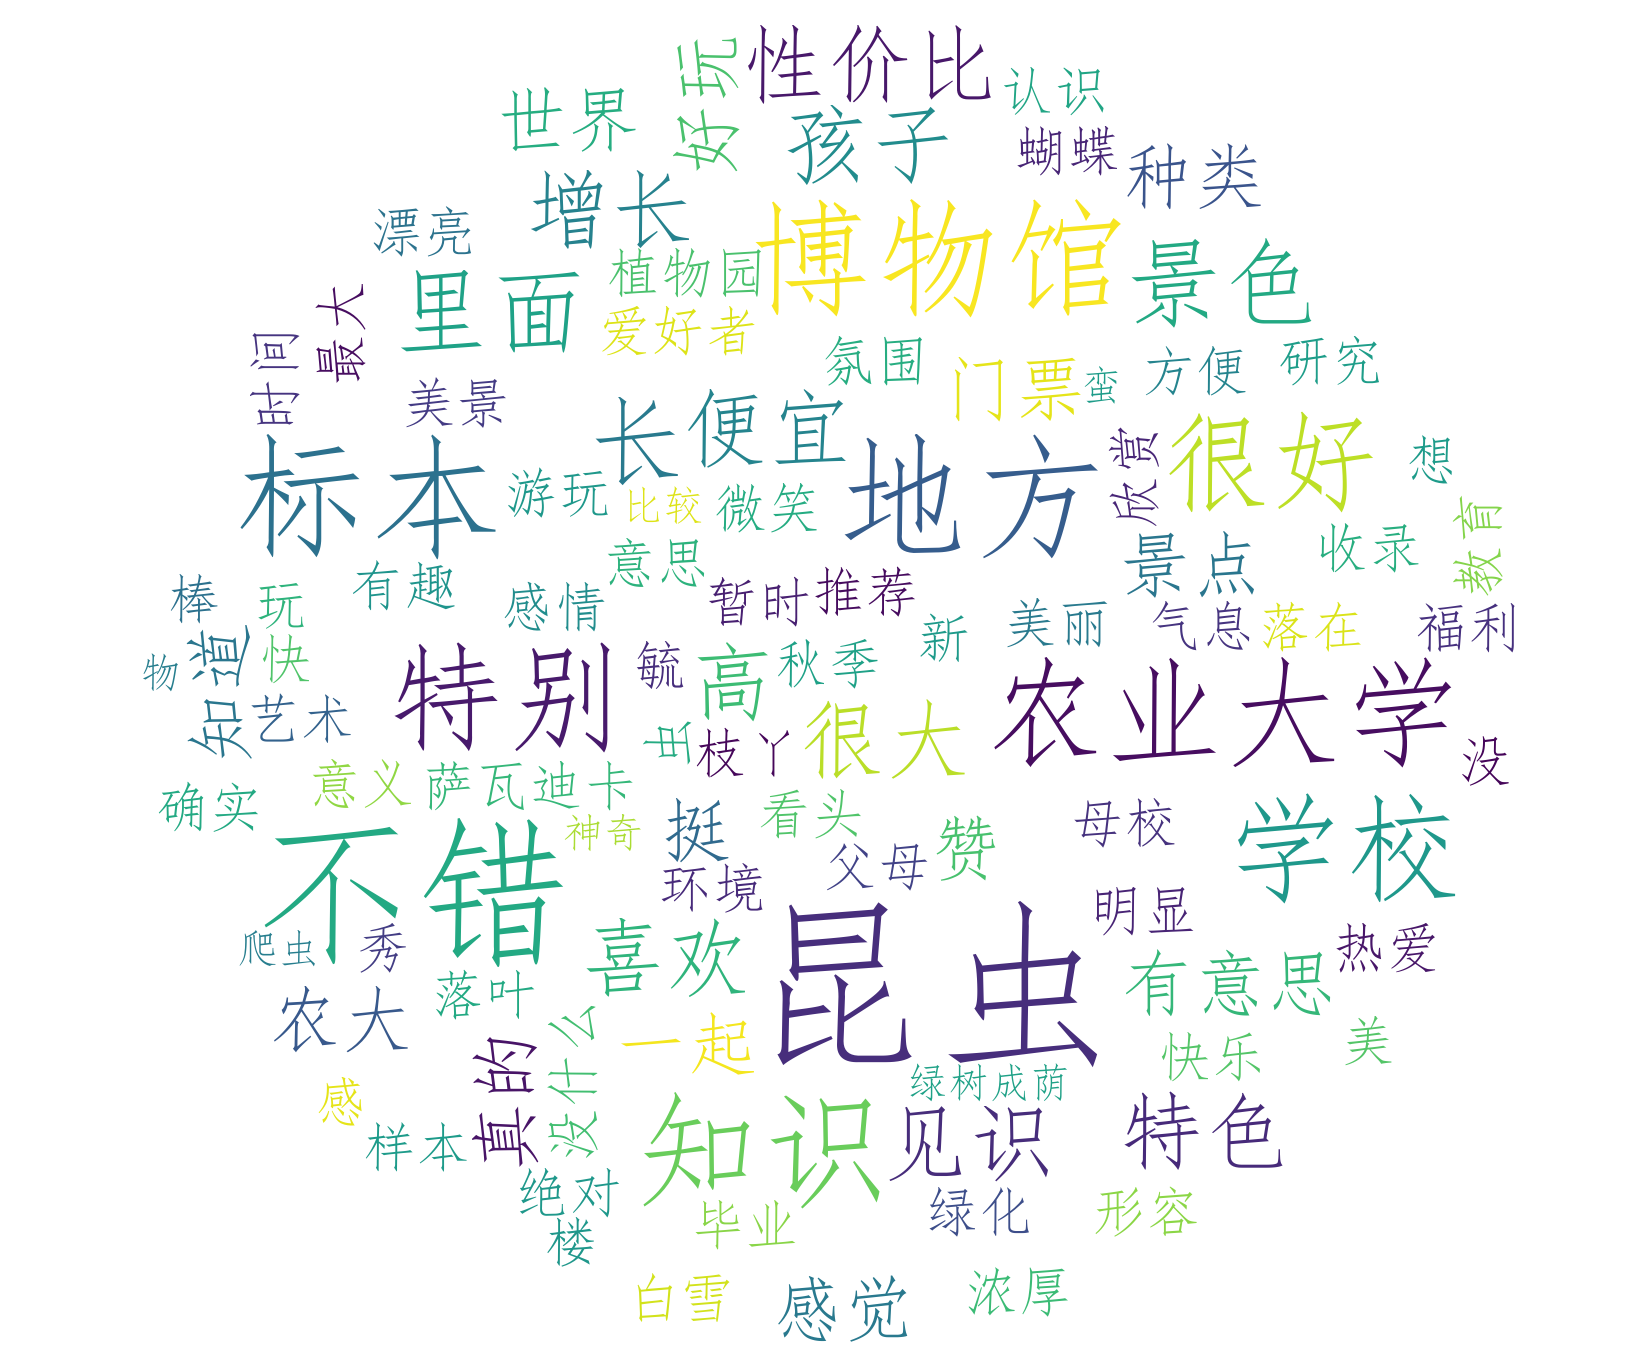 性价比
好玩
认识
世界
孩子
蝴蝶
种类
增长
漂亮
博物馆
植物园
景色
里面
最大
爱好者
时间
氛围
门票
蛮
方便
研究
美景
长
便宜
很好
标本
地方
欣赏
想
游玩
比较
微笑
教育
意思
景点
收录
棒
玩
有趣
感情
暂时
推荐
新
美丽
气息
落在
福利
知道
物
快
特别
毓
高
秋季
农业大学
艺术
虫
枝丫
很大
没
确实
意义
萨瓦迪卡
神奇
挺
看头
赞
母校
学校
不错
环境
父母
昆虫
明显
爬虫
秀
喜欢
有意思
热爱
农大
落叶
没什么
一起
快乐
美
真的
绿树成荫
感
样本
知识
见识
特色
绝对
楼
毕业
绿化
形容
白雪
感觉
浓厚